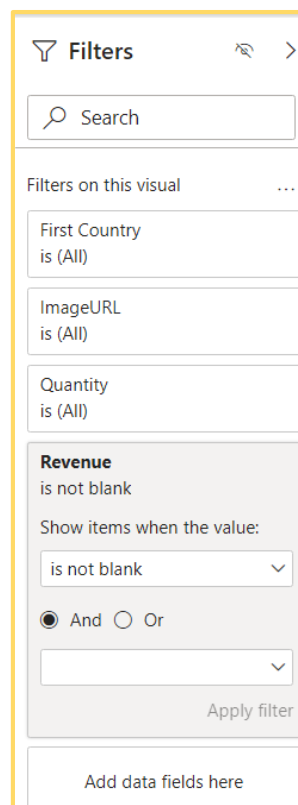 Filters
Search
Filters on this visual
...
First Country
is (All)
ImageURL
is (All)
Quantity
is (All)
Revenue
is not blank
Show items when the value:
is not blank
And Or
Apply filter
Add data fields here